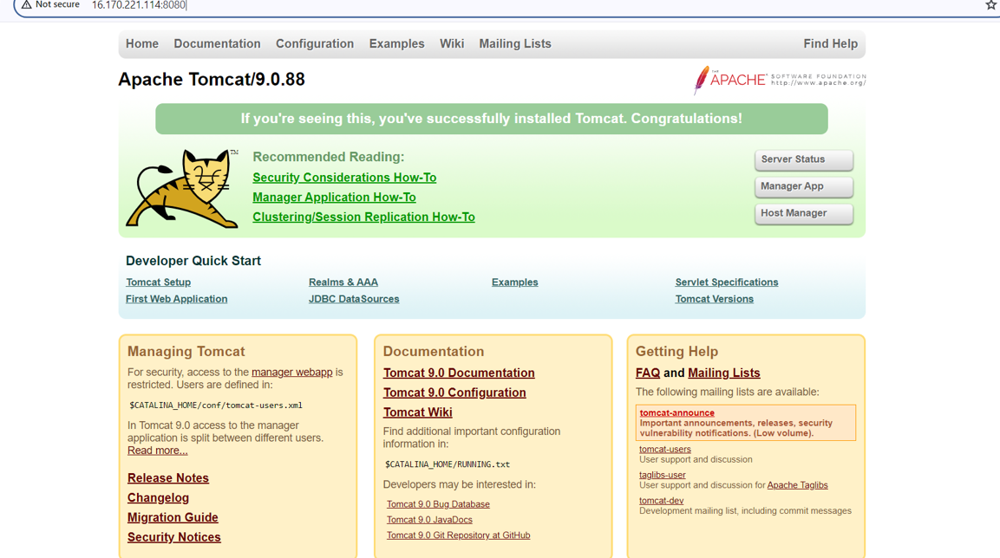 Not secure 16.170.221.114:8080
Home Documentation Configuration Examples Wiki Mailing Lists Find Help
Apache Tomcat/9.0.88
THE APACHE® SOFTWARE FOUNDATION
http://www.apache.org/
If you're seeing this, you've successfully installed Tomcat. Congratulations!
TM
Recommended Reading:
Security Considerations How-To
Manager Application How-To
Clustering/Session Replication How-To
Server Status
Manager App
Host Manager
Developer Quick Start
Tomcat Setup
First Web Application
Realms & AAA
JDBC DataSources
Examples
Servlet Specifications
Tomcat Versions
Managing Tomcat
For security, access to the manager webapp is
restricted. Users are defined in:
$CATALINA_HOME/conf/tomcat-users.xml
In Tomcat 9.0 access to the manager
application is split between different users.
Read more...
Release Notes
Changelog
Migration Guide
Security Notices
Documentation
Tomcat 9.0 Documentation
Tomcat 9.0 Configuration
Tomcat Wiki
Find additional important configuration
information in:
$CATALINA_HOME/RUNNING.txt
Developers may be interested in:
Tomcat 9.0 Bug Database
Tomcat 9.0 JavaDocs
Tomcat 9.0 Git Repository at GitHub
Getting Help
FAQ and Mailing Lists
The following mailing lists are available:
tomcat-announce
Important announcements, releases, security
vulnerability notifications. (Low volume).
tomcat-users
User support and discussion
taglibs-user
User support and discussion for Apache Taglibs
tomcat-dev
Development mailing list, including commit messages